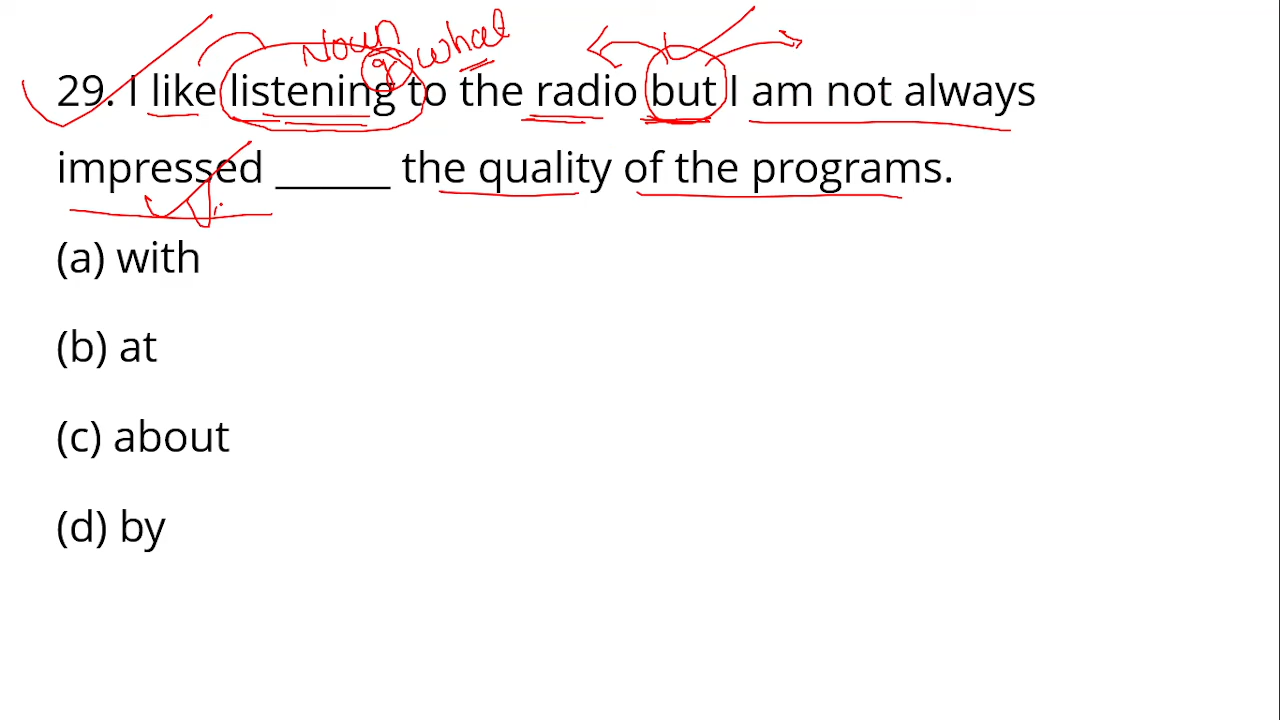 Noun what
29. I like listening to the radio but I am not always
impressed ______ the quality of the programs.
(a) with
(b) at
(c) about
(d) by